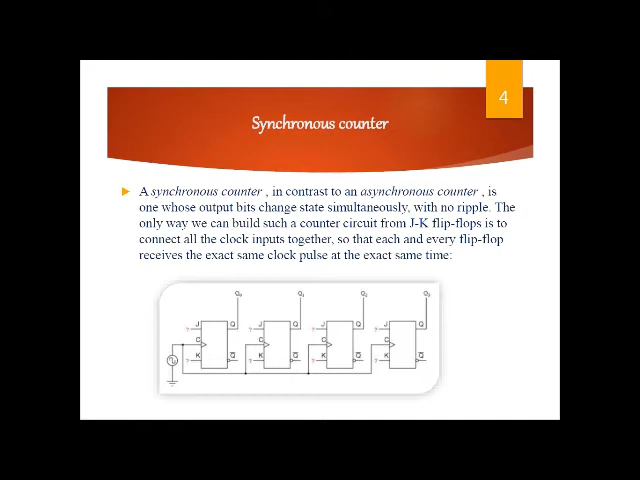 4
Synchronous counter
A synchronous counter , in contrast to an asynchronous counter , is
one whose output bits change state simultaneously, with no ripple. The
only way we can build such a counter circuit from J-K flip-flops is to
connect all the clock inputs together, so that each and every flip-flop
receives the exact same clock pulse at the exact same time:
Q0 Q1 Q2 Q3
? J Q ? J Q ? J Q ? J Q
C C C C
? K Q ? K Q ? K Q ? K Q